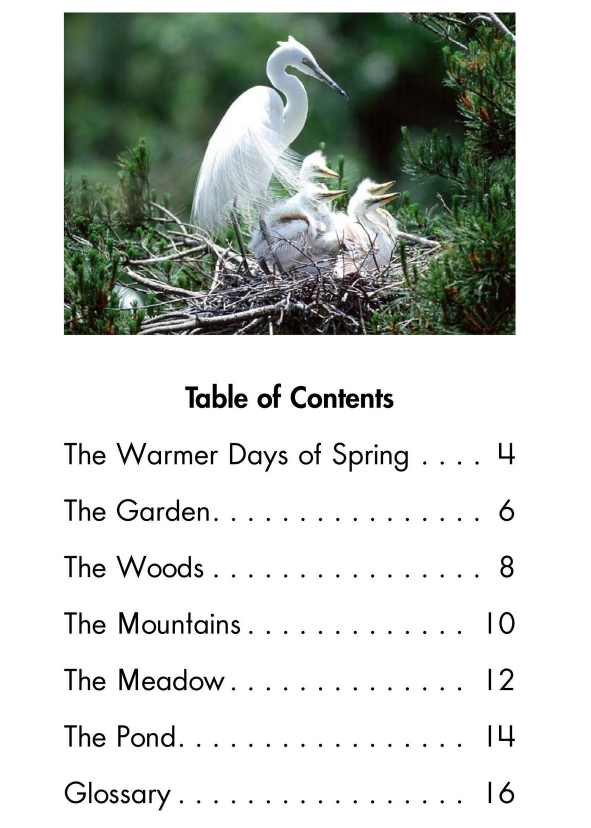 Table of Contents
The Warmer Days of Spring . . . . 4
The Garden. . . . . . . . . . . . . . . . 6
The Woods . . . . . . . . . . . . . . . . 8
The Mountains . . . . . . . . . . . . . 10
The Meadow . . . . . . . . . . . . . . 12
The Pond. . . . . . . . . . . . . . . . . 14
Glossary . . . . . . . . . . . . . . . . . 16